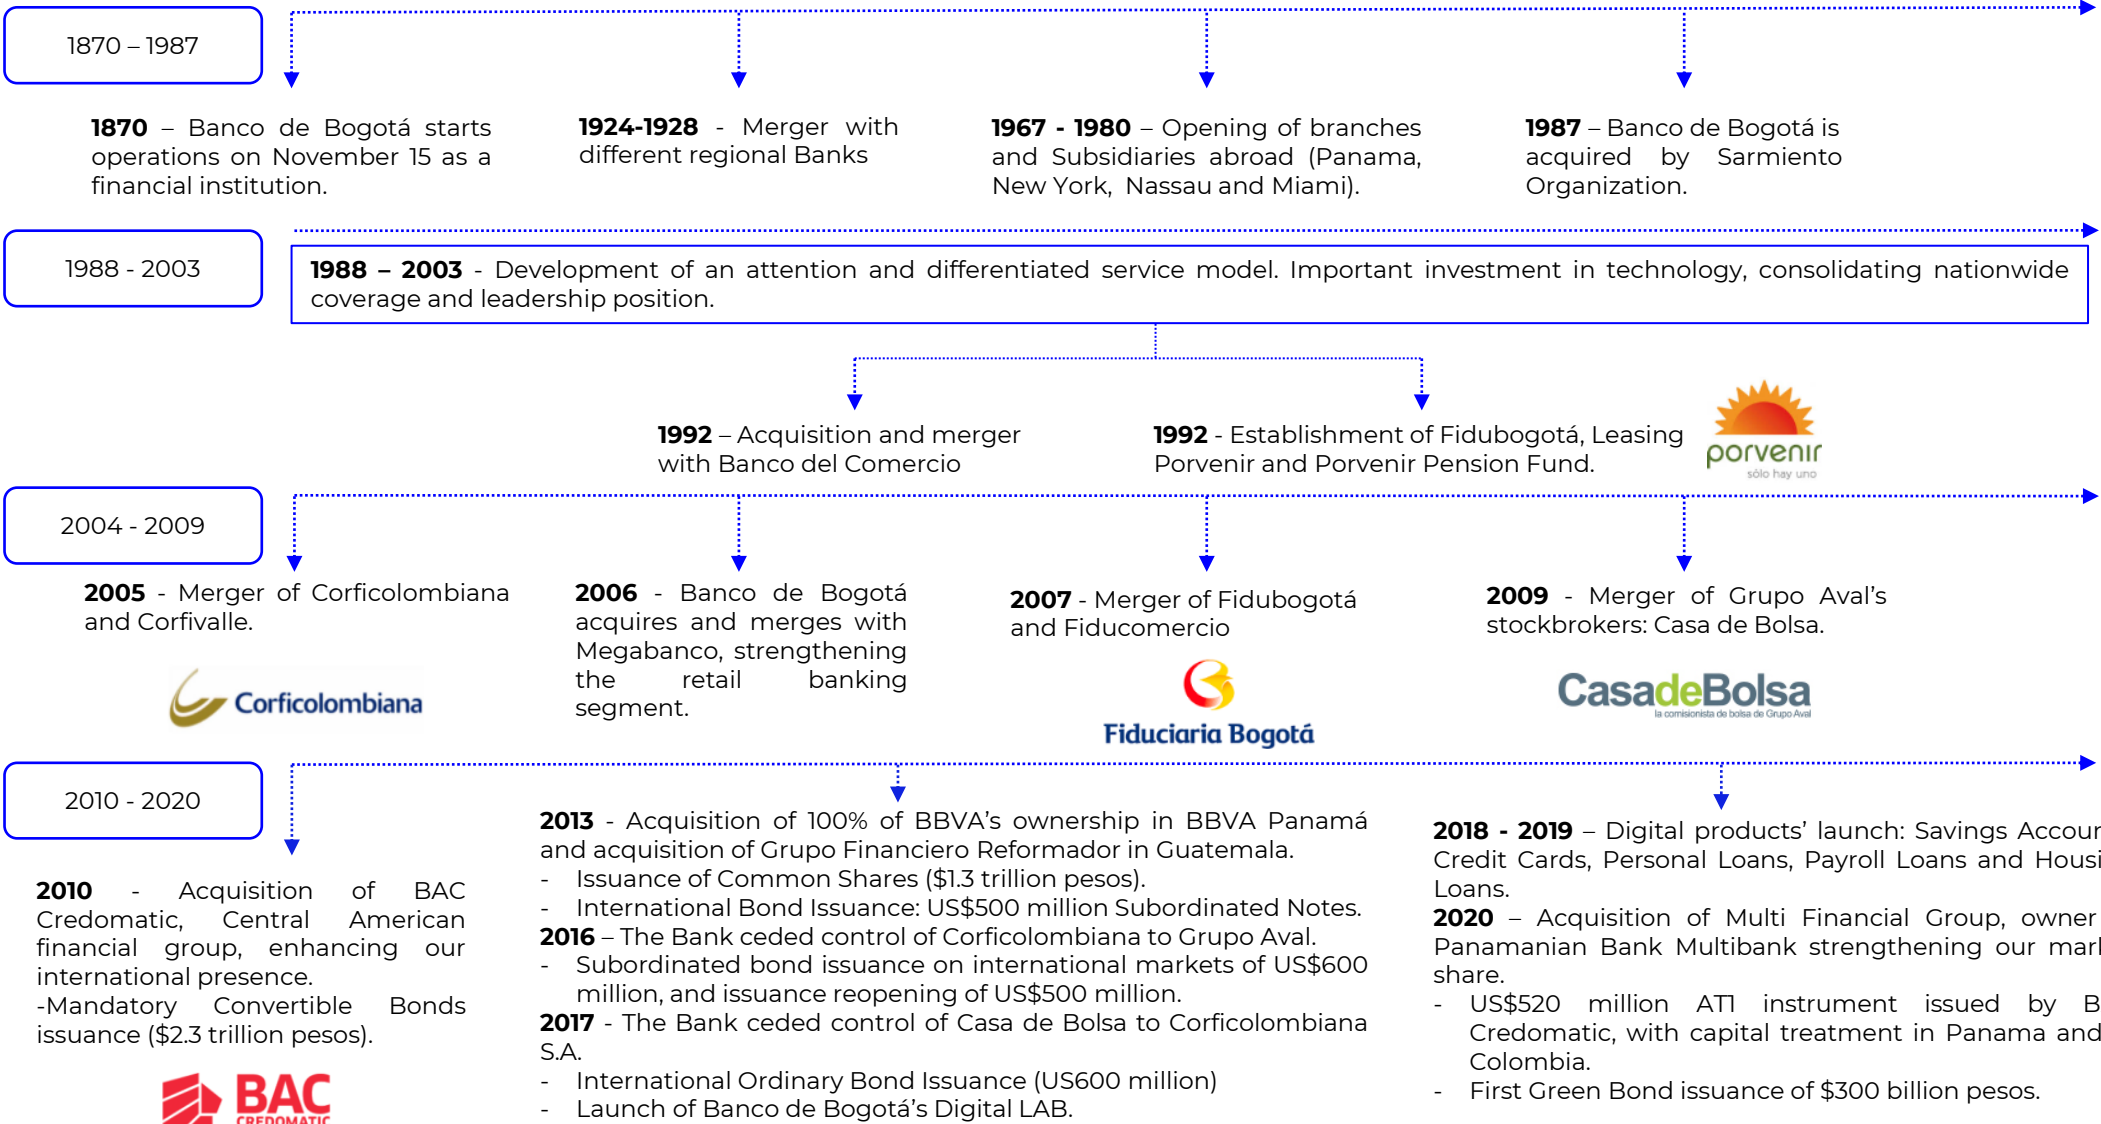 1870 – 1987
1870 – Banco de Bogotá starts
operations on November 15 as a
financial institution.
1924-1928 - Merger with
different regional Banks
1967 - 1980 – Opening of branches
and Subsidiaries abroad (Panama,
New York, Nassau and Miami).
1987 – Banco de Bogotá is
acquired by Sarmiento
Organization.
1988 - 2003
1988 – 2003 - Development of an attention and differentiated service model. Important investment in technology, consolidating nationwide
coverage and leadership position.
1992 – Acquisition and merger
with Banco del Comercio
1992 - Establishment of Fidubogotá, Leasing
Porvenir and Porvenir Pension Fund.
porvenir
sólo hay uno
2004 - 2009
2005 - Merger of Corficolombiana
and Corfivalle.
Corficolombiana
2006 - Banco de Bogotá
acquires and merges with
Megabanco, strengthening
the retail banking
segment.
2007 - Merger of Fidubogotá
and Fiducomercio
Fiduciaria Bogotá
2009 - Merger of Grupo Aval’s
stockbrokers: Casa de Bolsa.
CasadeBolsa
la comisionista de bolsa de Grupo Aval
2010 - 2020
2010 - Acquisition of BAC
Credomatic, Central American
financial group, enhancing our
international presence.
-Mandatory Convertible Bonds
issuance ($2.3 trillion pesos).
BAC
CREDOMATIC
2013 - Acquisition of 100% of BBVA’s ownership in BBVA Panamá
and acquisition of Grupo Financiero Reformador in Guatemala.
- Issuance of Common Shares ($1.3 trillion pesos).
- International Bond Issuance: US$500 million Subordinated Notes.
2016 – The Bank ceded control of Corficolombiana to Grupo Aval.
- Subordinated bond issuance on international markets of US$600
million, and issuance reopening of US$500 million.
2017 - The Bank ceded control of Casa de Bolsa to Corficolombiana
S.A.
- International Ordinary Bond Issuance (US600 million)
- Launch of Banco de Bogotá’s Digital LAB.
2018 - 2019 – Digital products’ launch: Savings Accour
Credit Cards, Personal Loans, Payroll Loans and Housi
Loans.
2020 – Acquisition of Multi Financial Group, owner
Panamanian Bank Multibank strengthening our marl
share.
- US$520 million AT1 instrument issued by B
Credomatic, with capital treatment in Panama and
Colombia.
- First Green Bond issuance of $300 billion pesos.